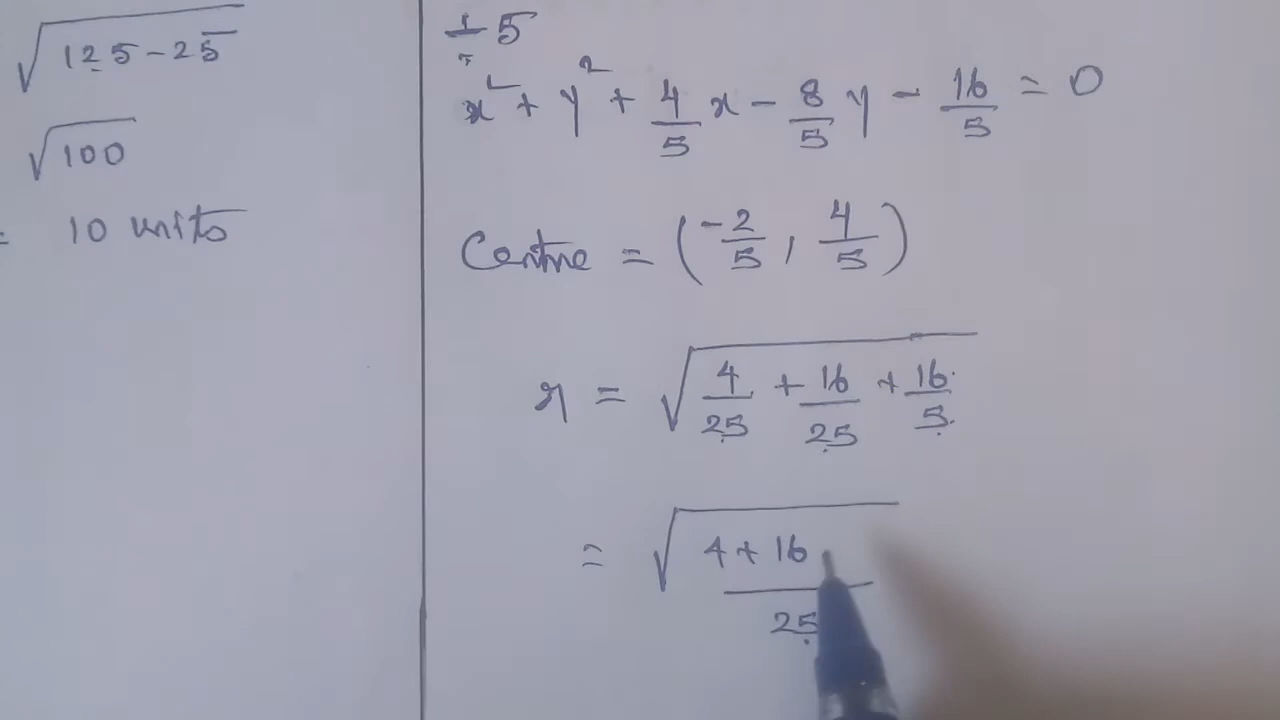 √125-25
√100
= 10 units
÷ 5
x² + y² + 4/5 x - 8/5 y - 16/5 = 0
Centre = (-2/5, 4/5)
r = √4/25 + 16/25 + 16/5
= √4+16/25